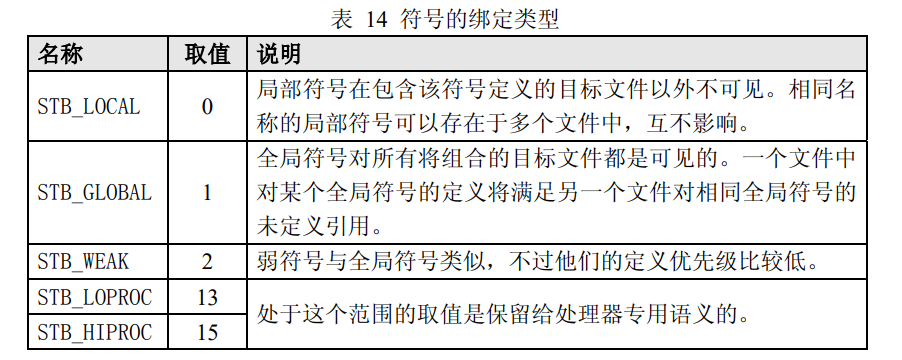 表 14 符号的绑定类型
名称 取值 说明
STB_LOCAL 0 局部符号在包含该符号定义的目标文件以外不可见。相同名
称的局部符号可以存在于多个文件中，互不影响。
STB_GLOBAL 1 全局符号对所有将组合的目标文件都是可见的。一个文件中
对某个全局符号的定义将满足另一个文件对相同全局符号的
未定义引用。
STB_WEAK 2 弱符号与全局符号类似，不过他们的定义优先级比较低。
STB_LOPROC 13 处于这个范围的取值是保留给处理器专用语义的。
STB_HIPROC 15